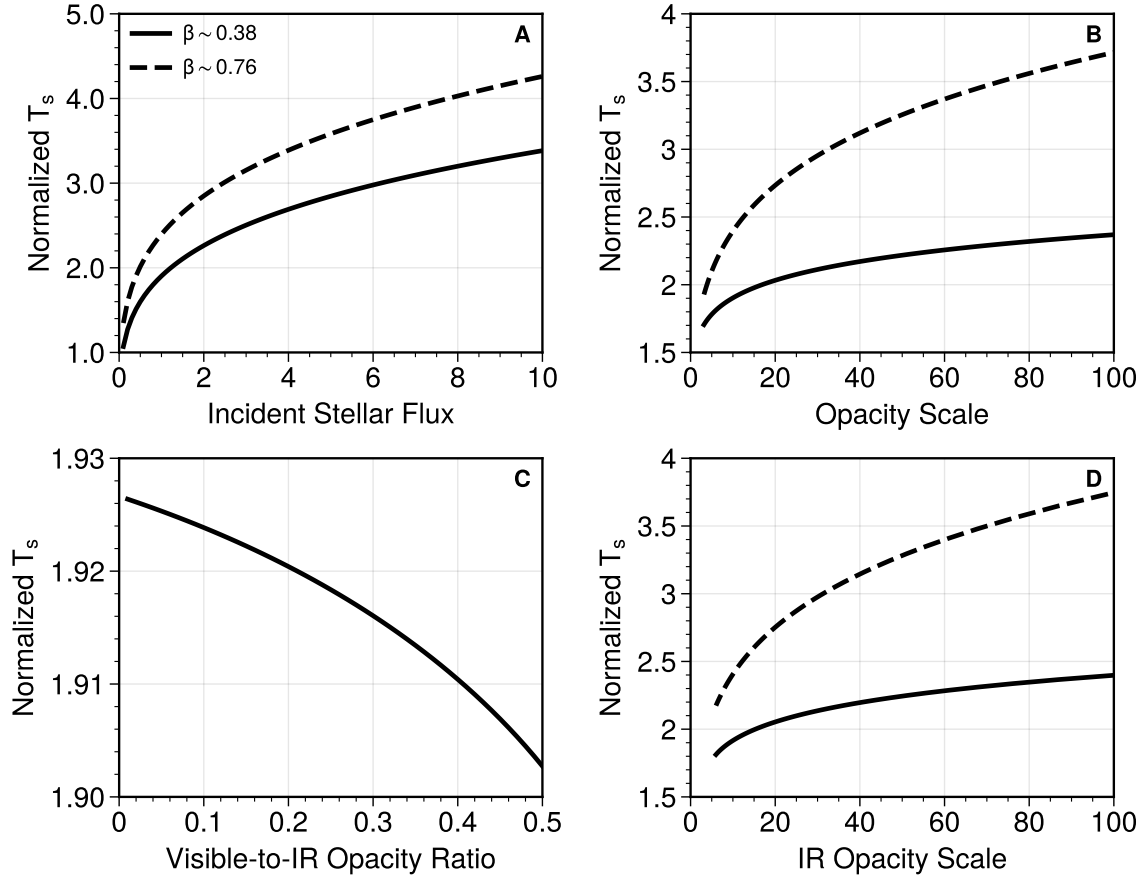 5.0
4.0
3.0
2.0
1.0
Normalized Tₛ
β ~ 0.38
β ~ 0.76
A
0 2 4 6 8 10
Incident Stellar Flux
4
3.5
3
2.5
2
1.5
Normalized Tₛ
B
0 20 40 60 80 100
Opacity Scale
1.93
1.92
1.91
1.90
Normalized Tₛ
C
0 0.1 0.2 0.3 0.4 0.5
Visible-to-IR Opacity Ratio
4
3.5
3
2.5
2
1.5
Normalized Tₛ
D
0 20 40 60 80 100
IR Opacity Scale